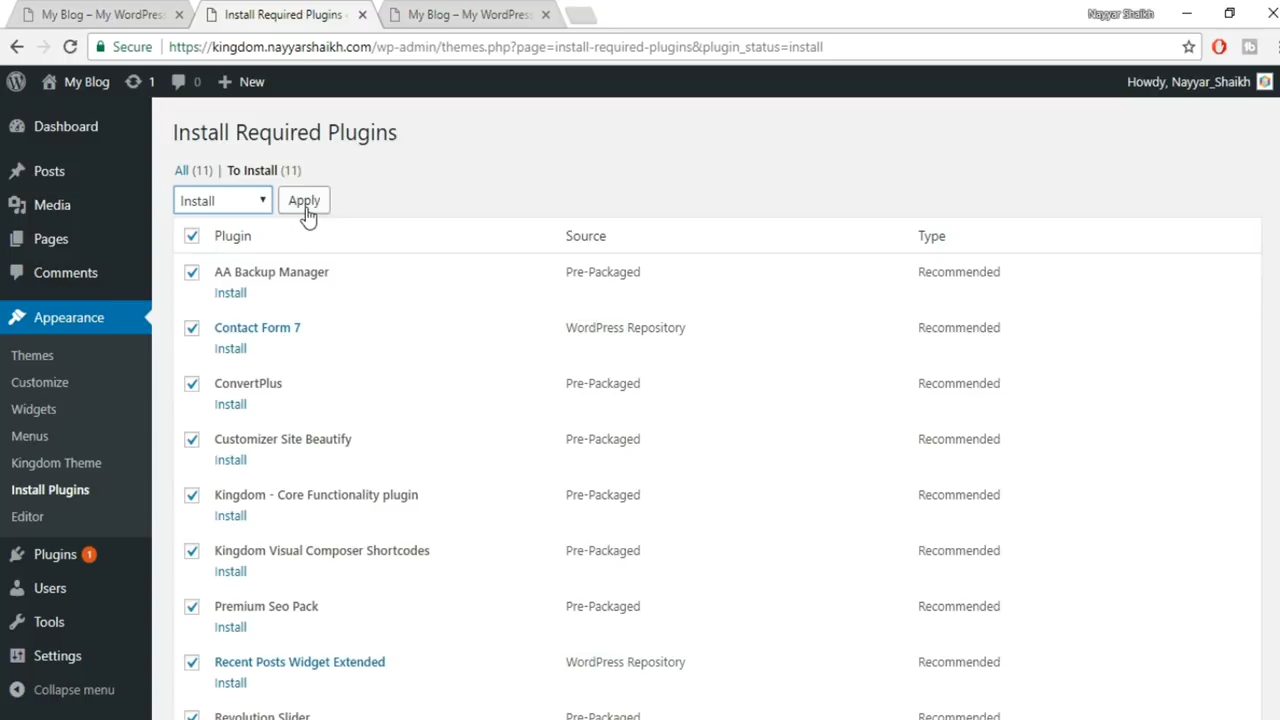 My Blog – My WordPress
Install Required Plugins
My Blog – My WordPress
Nayyar Shaikh
Secure
https://kingdom.nayyarshaikh.com/wp-admin/themes.php?page=install-required-plugins&plugin_status=install
My Blog
1
0
New
Howdy, Nayyar_Shaikh
Dashboard
Posts
Media
Pages
Comments
Appearance
Themes
Customize
Widgets
Menus
Kingdom Theme
Install Plugins
Editor
Plugins 1
Users
Tools
Settings
Collapse menu
Install Required Plugins
All (11) | To Install (11)
Install
Apply
Plugin Source Type
AA Backup Manager Pre-Packaged Recommended
Install
Contact Form 7 WordPress Repository Recommended
Install
ConvertPlus Pre-Packaged Recommended
Install
Customizer Site Beautify Pre-Packaged Recommended
Install
Kingdom - Core Functionality plugin Pre-Packaged Recommended
Install
Kingdom Visual Composer Shortcodes Pre-Packaged Recommended
Install
Premium Seo Pack Pre-Packaged Recommended
Install
Recent Posts Widget Extended WordPress Repository Recommended
Install
Revolution Slider Pre-Packaged Recommended